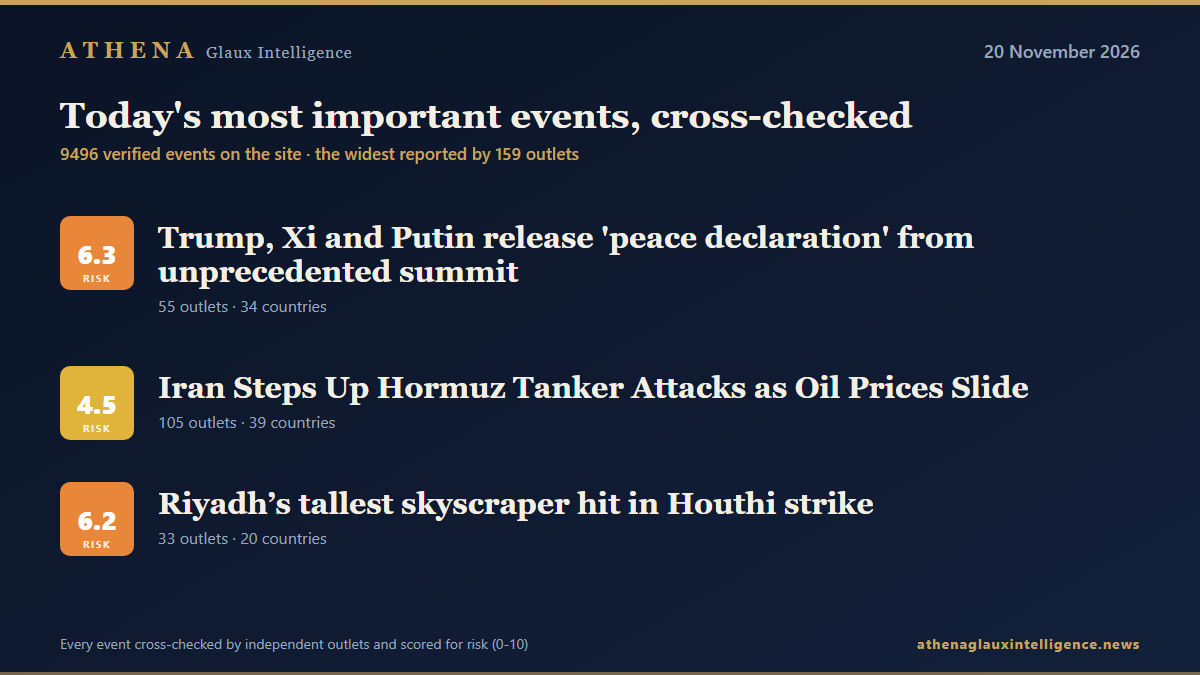 ATHENA Glaux Intelligence
20 November 2026
Today's most important events, cross-checked
9496 verified events on the site · the widest reported by 159 outlets
6.3
RISK
Trump, Xi and Putin release 'peace declaration' from
unprecedented summit
55 outlets · 34 countries
4.5
RISK
Iran Steps Up Hormuz Tanker Attacks as Oil Prices Slide
105 outlets · 39 countries
6.2
RISK
Riyadh’s tallest skyscraper hit in Houthi strike
33 outlets · 20 countries
Every event cross-checked by independent outlets and scored for risk (0-10)
athenaglauxintelligence.news